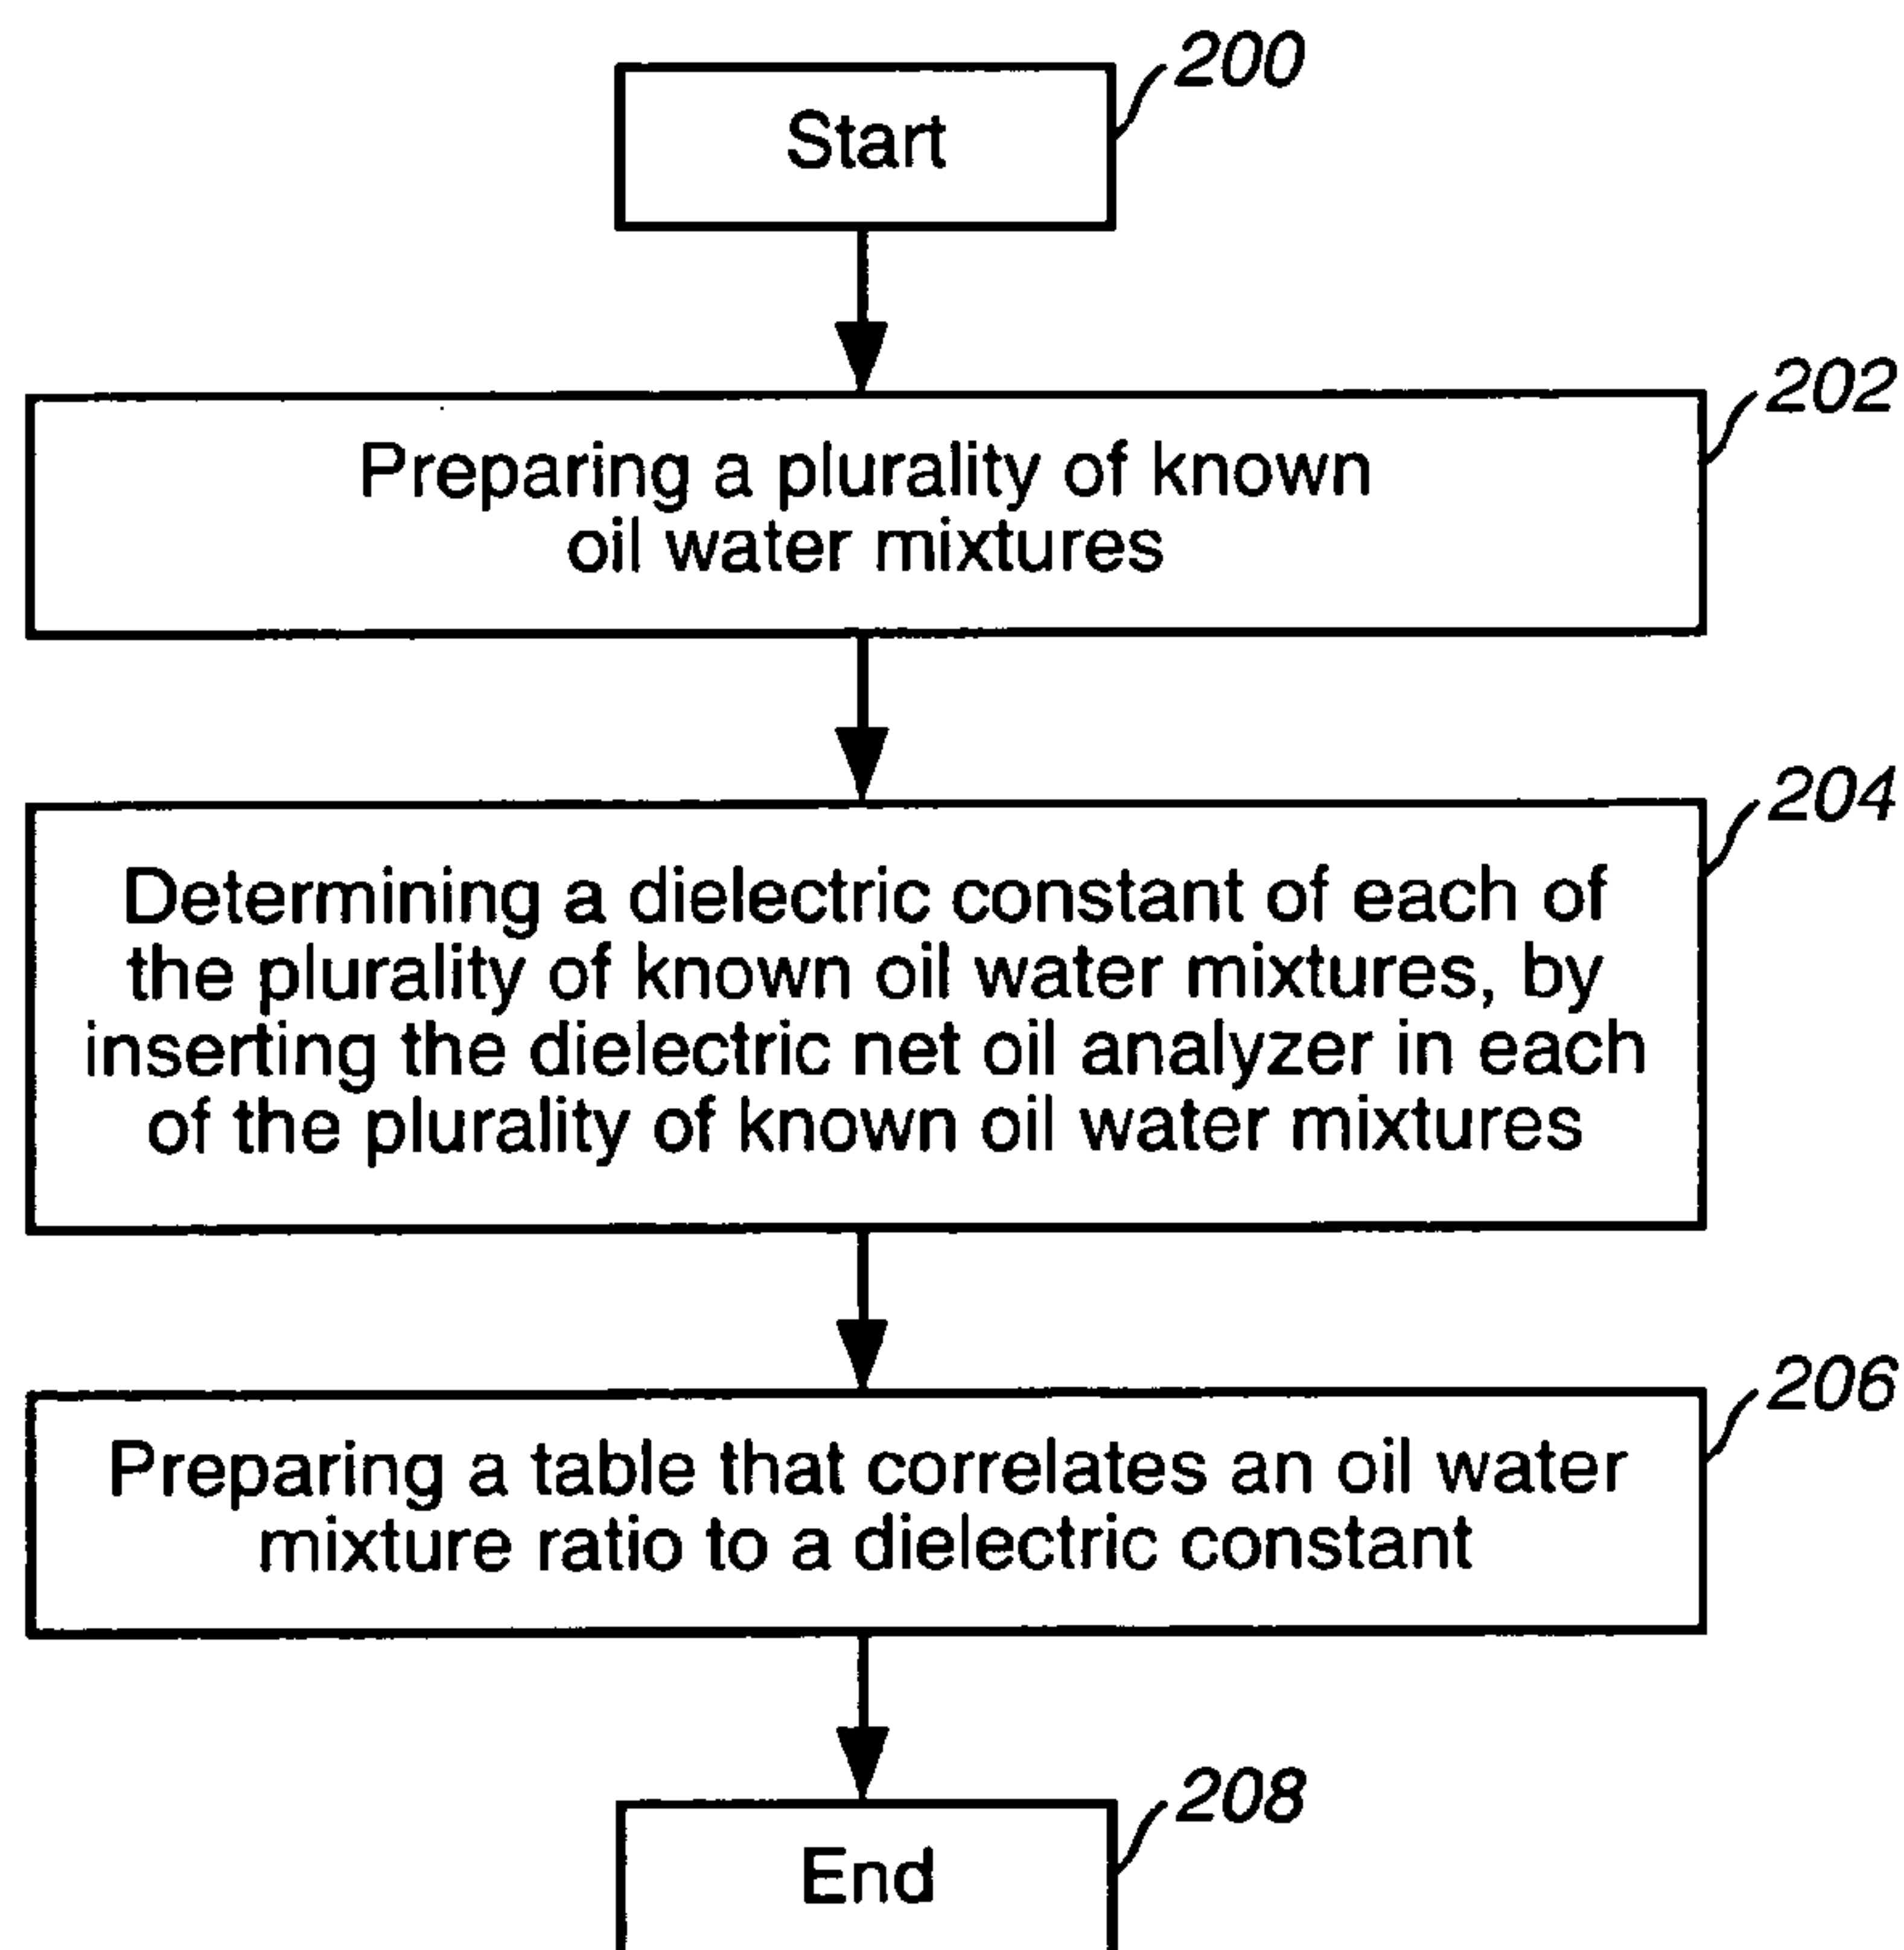 200
Start
202
Preparing a plurality of known
oil water mixtures
204
Determining a dielectric constant of each of
the plurality of known oil water mixtures, by
inserting the dielectric net oil analyzer in each
of the plurality of known oil water mixtures
206
Preparing a table that correlates an oil water
mixture ratio to a dielectric constant
208
End